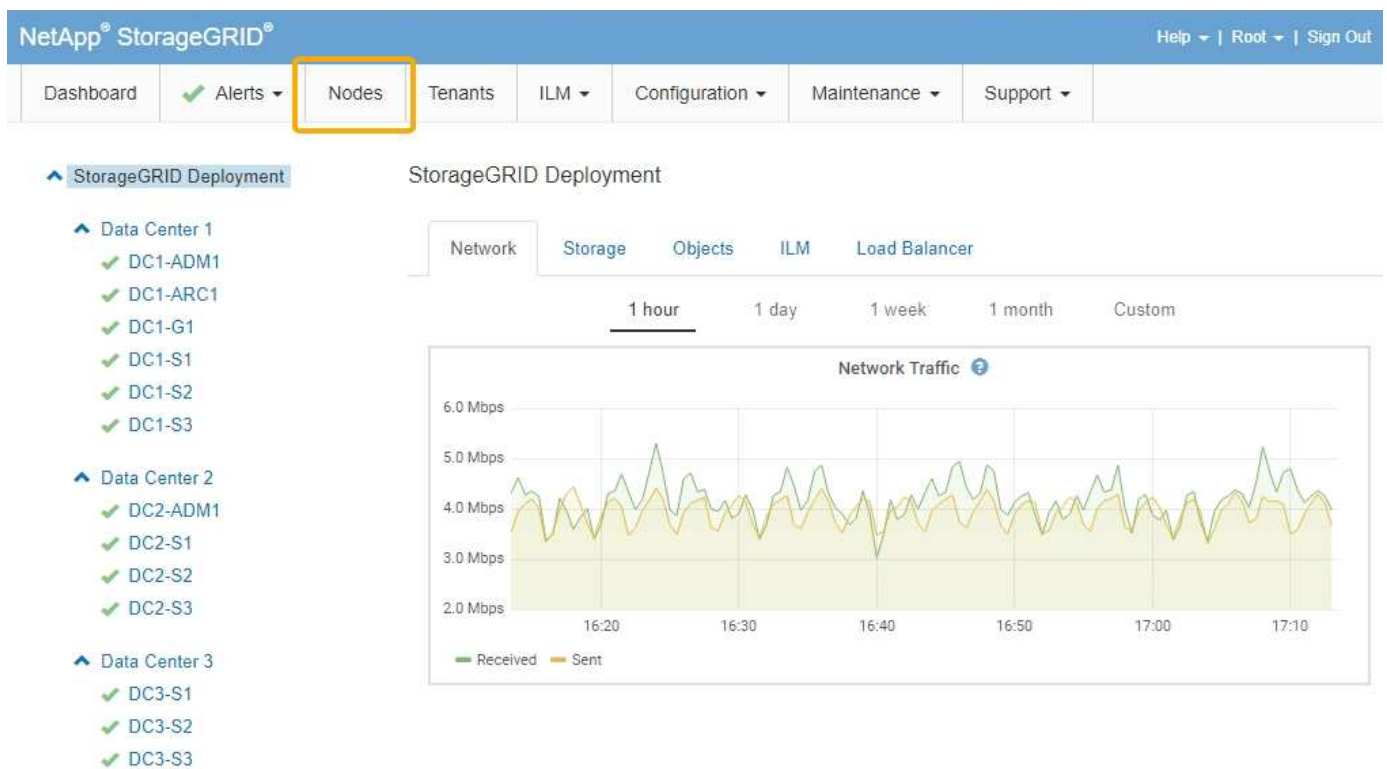 NetApp® StorageGRID®
Help | Root | Sign Out
Dashboard Alerts Nodes Tenants ILM Configuration Maintenance Support
StorageGRID Deployment
Data Center 1
DC1-ADM1
DC1-ARC1
DC1-G1
DC1-S1
DC1-S2
DC1-S3
Data Center 2
DC2-ADM1
DC2-S1
DC2-S2
DC2-S3
Data Center 3
DC3-S1
DC3-S2
DC3-S3
StorageGRID Deployment
Network Storage Objects ILM Load Balancer
1 hour 1 day 1 week 1 month Custom
Network Traffic ?
6.0 Mbps
5.0 Mbps
4.0 Mbps
3.0 Mbps
2.0 Mbps
16:20 16:30 16:40 16:50 17:00 17:10
Received Sent